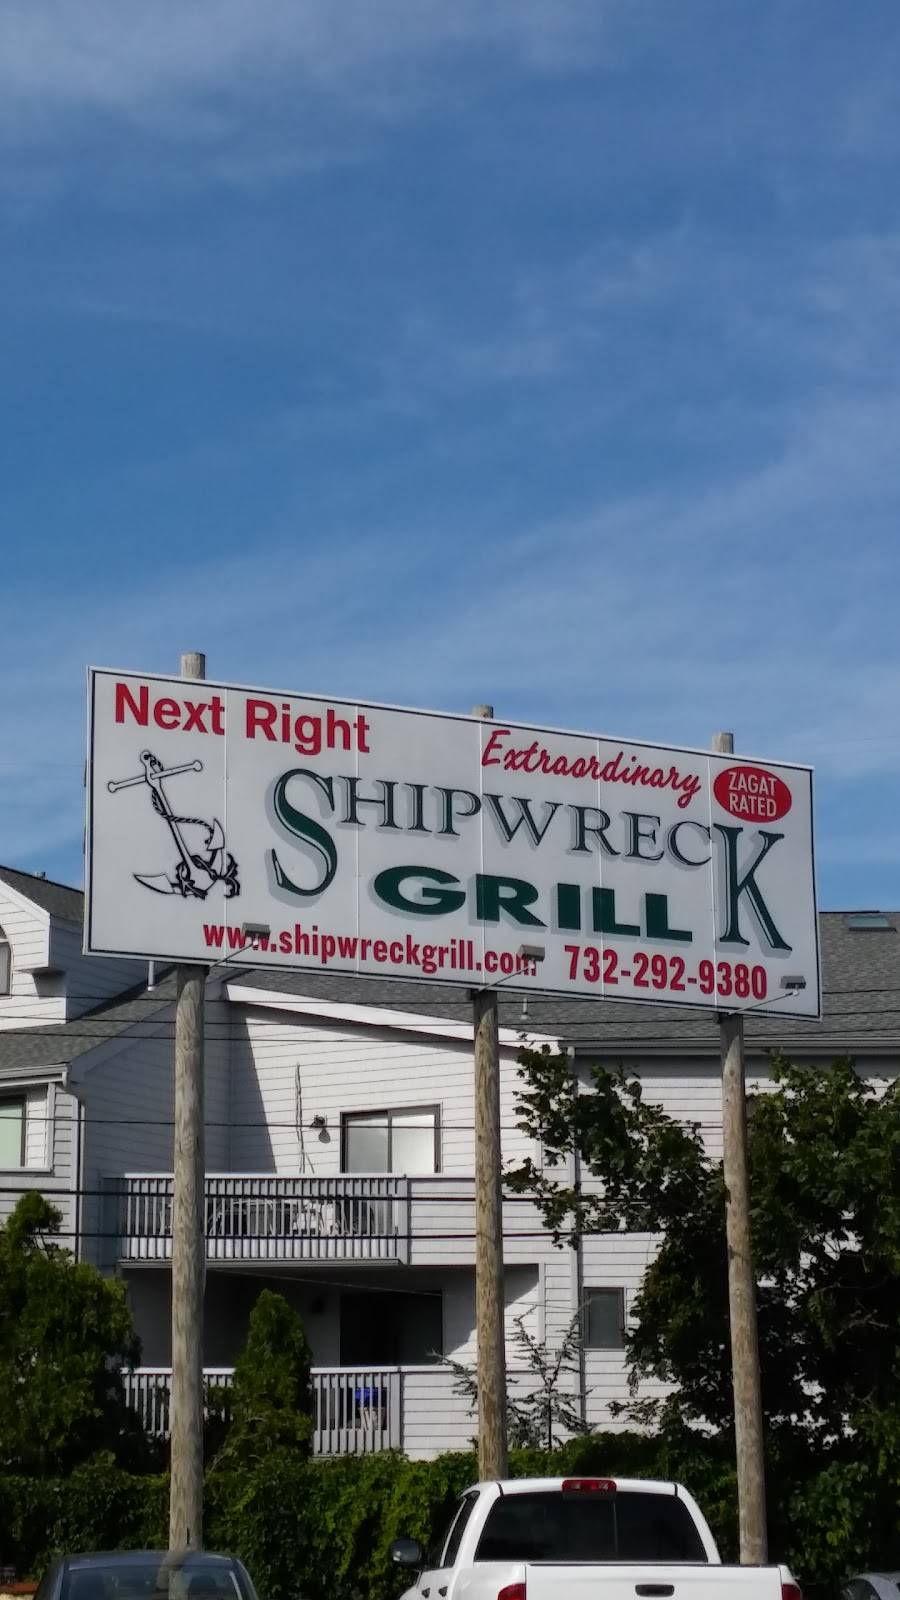 Next Right
Extraordinary
ZAGAT
RATED
SHIPWRECK
GRILL
www.shipwreckgrill.com
732-292-9380